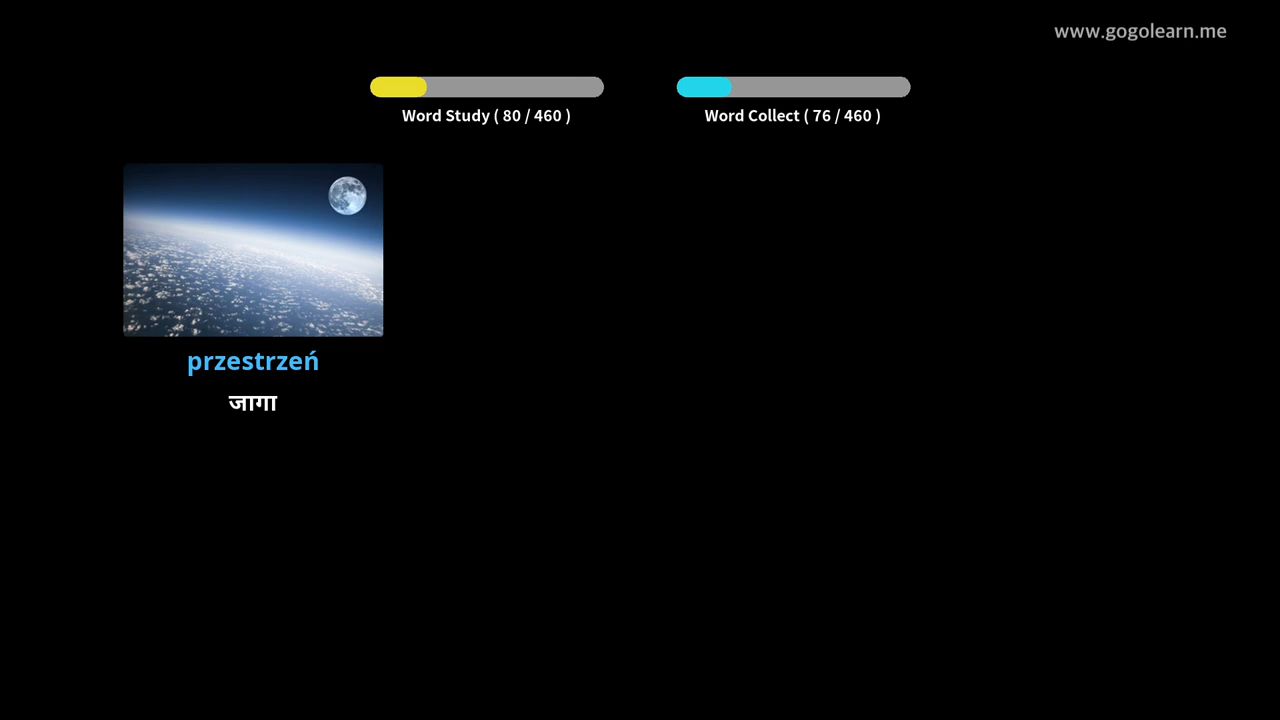 www.gogolearn.me
Word Study ( 80 / 460 )
Word Collect ( 76 / 460 )
przestrzeń
जागा